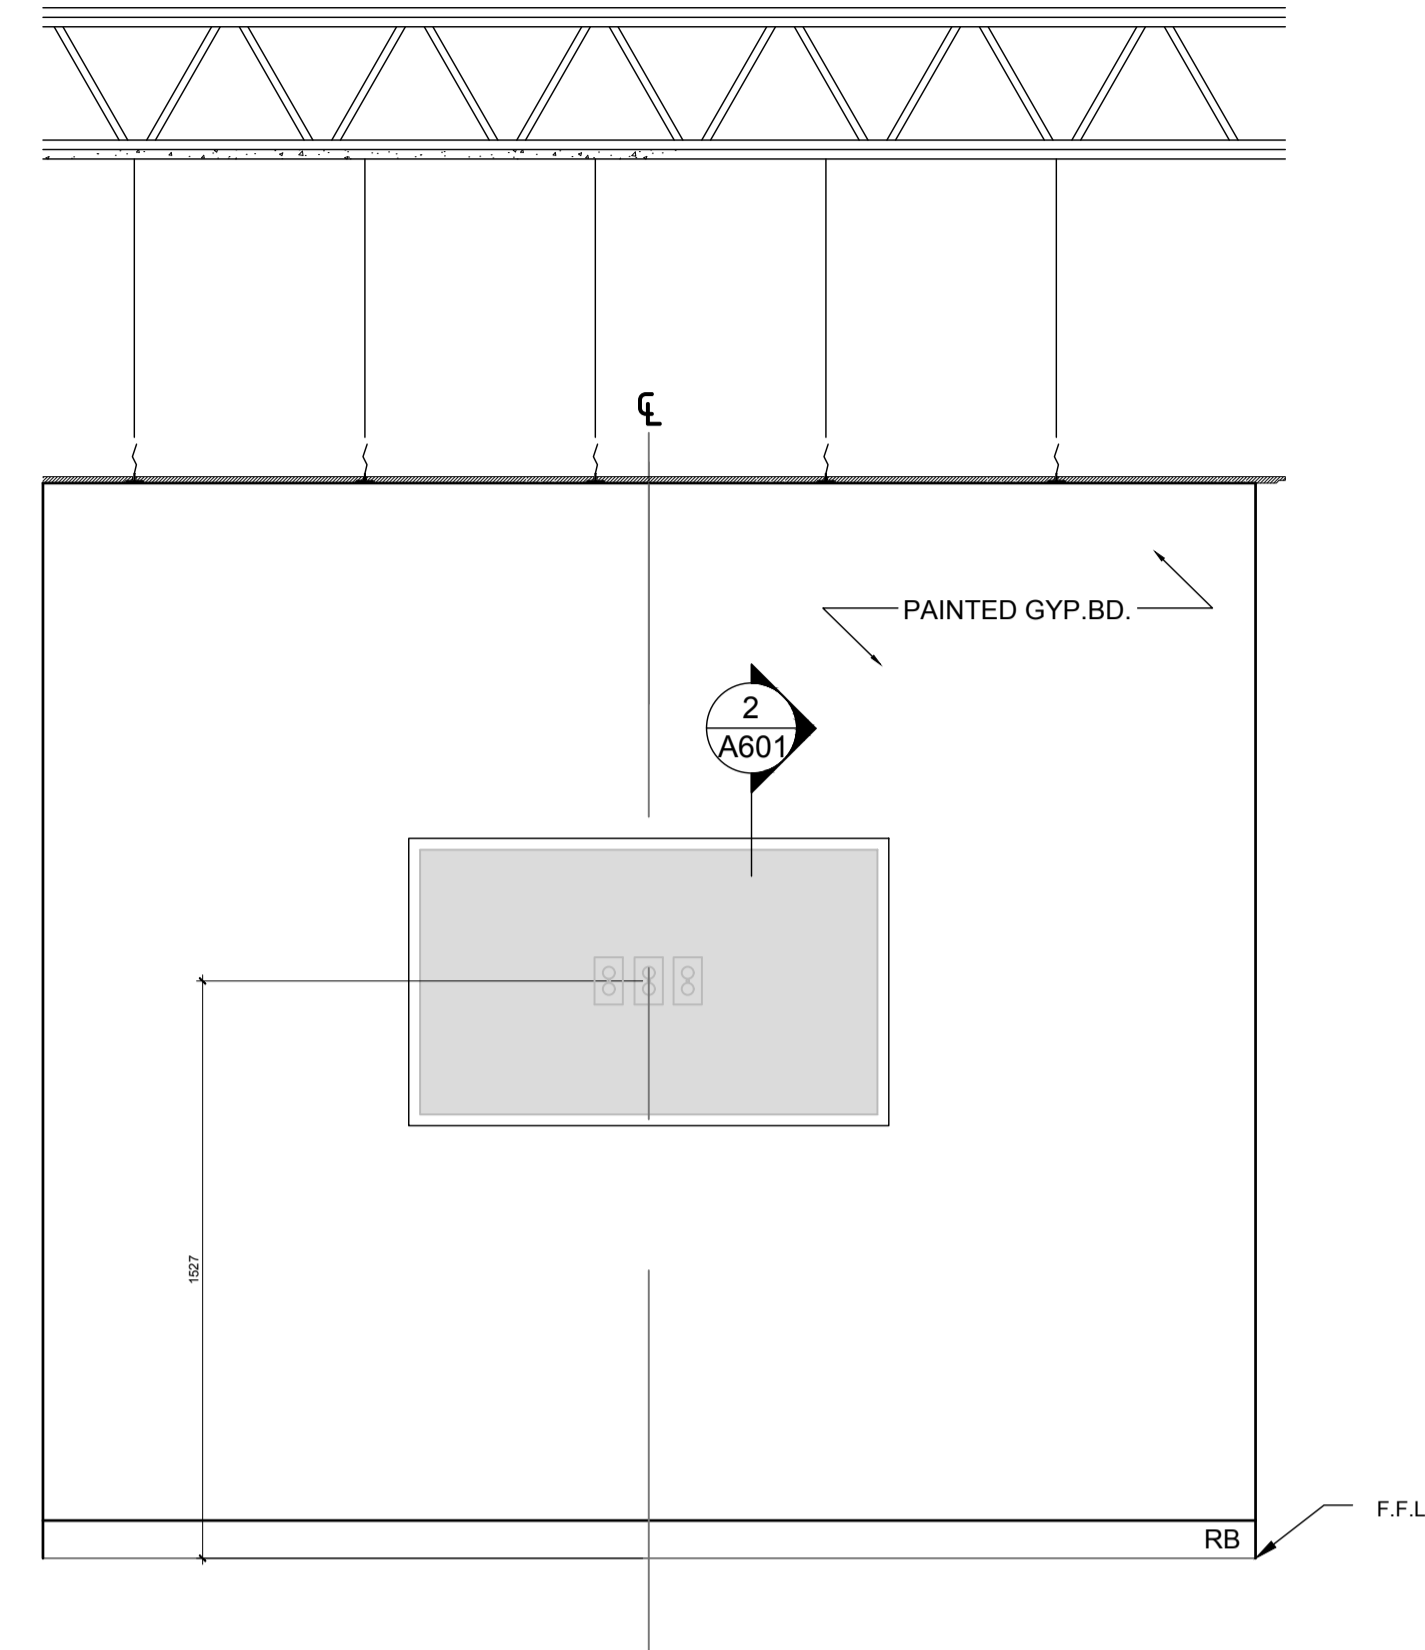 ℄
PAINTED GYP.BD.
2
A601
1527
RB
F.F.L